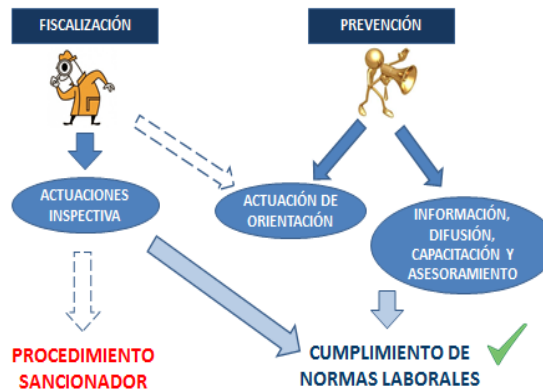 FISCALIZACIÓN
PREVENCIÓN
ACTUACIONES
INSPECTIVA
ACTUACIÓN DE
ORIENTACIÓN
INFORMACIÓN,
DIFUSIÓN,
CAPACITACIÓN Y
ASESORAMIENTO
PROCEDIMIENTO
SANCIONADOR
CUMPLIMIENTO DE
NORMAS LABORALES